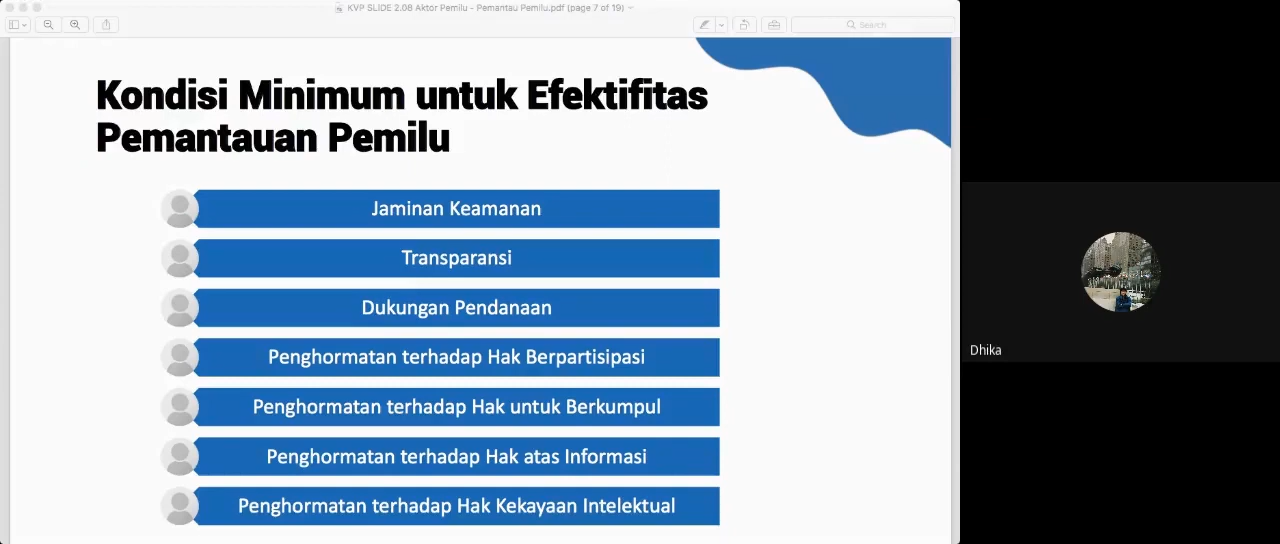 KVP SLIDE 2.08 Aktor Pemilu - Pemantau Pemilu.pdf (page 7 of 19)
Search
Kondisi Minimum untuk Efektifitas
Pemantauan Pemilu
Jaminan Keamanan
Transparansi
Dukungan Pendanaan
Penghormatan terhadap Hak Berpartisipasi
Penghormatan terhadap Hak untuk Berkumpul
Penghormatan terhadap Hak atas Informasi
Penghormatan terhadap Hak Kekayaan Intelektual
Dhika